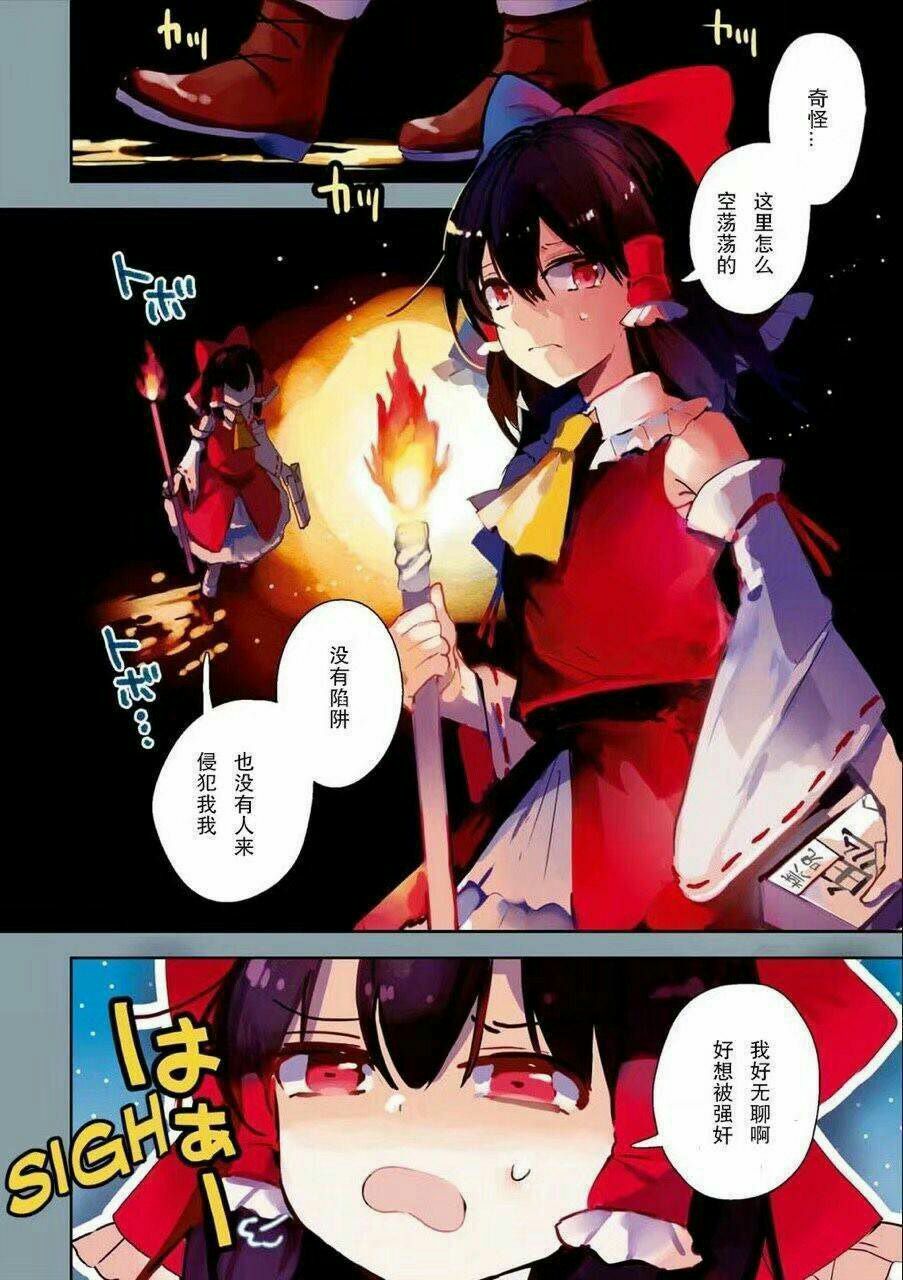 カッ
カッ
カッ
奇怪…
这里怎么
空荡荡的
トボ
トボ…
没有陷阱
也没有人来
侵犯我我
我好无聊啊
好想被强奸
はぁー
SIGH